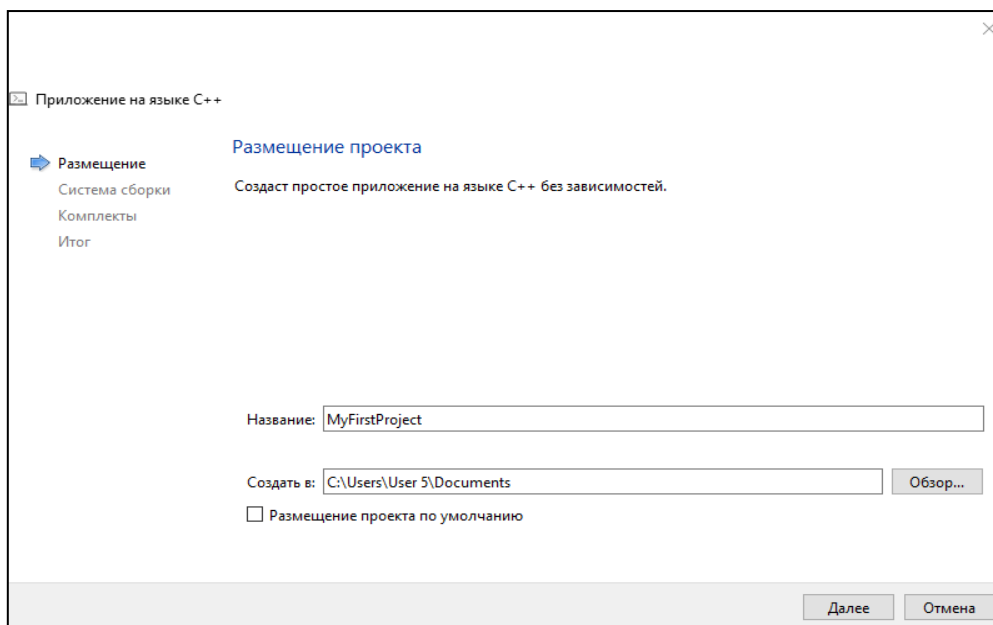 Приложение на языке C++
Размещение
Система сборки
Комплекты
Итог
Размещение проекта
Создаст простое приложение на языке C++ без зависимостей.
Название: MyFirstProject
Создать в: C:\Users\User 5\Documents Обзор...
Размещение проекта по умолчанию
Далее Отмена